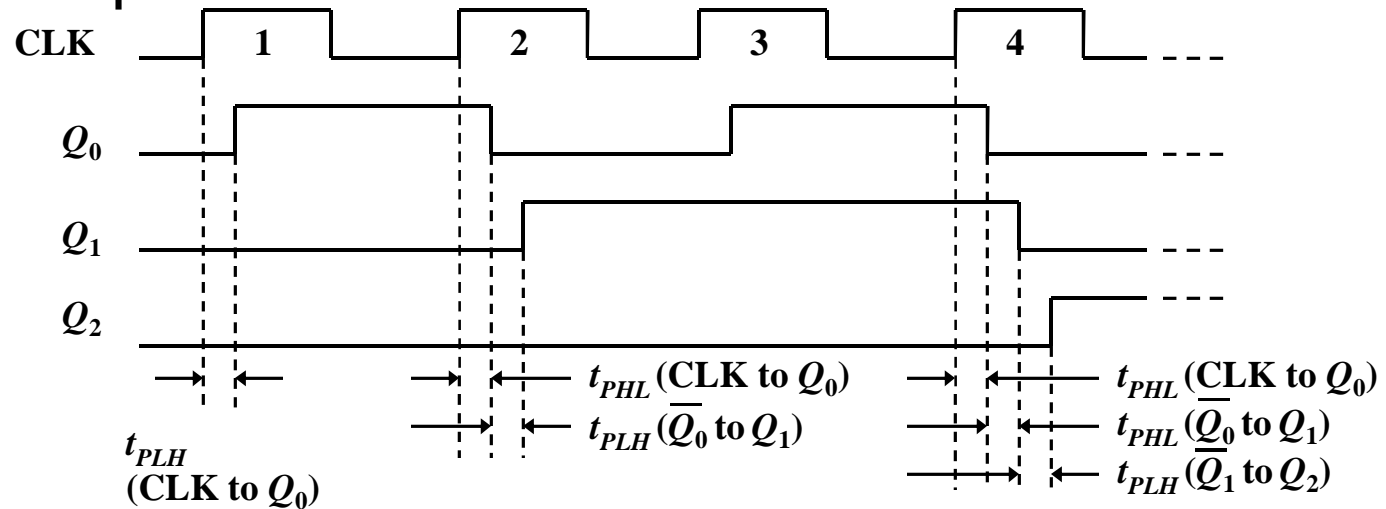 CLK 1 2 3 4
Q0
Q1
Q2
tPHL (CLK to Q0) tPHL (CLK to Q0)
tPLH (Q̅0 to Q1) tPHL (Q̅0 to Q1)
tPLH tPLH (Q̅1 to Q2)
(CLK to Q0)